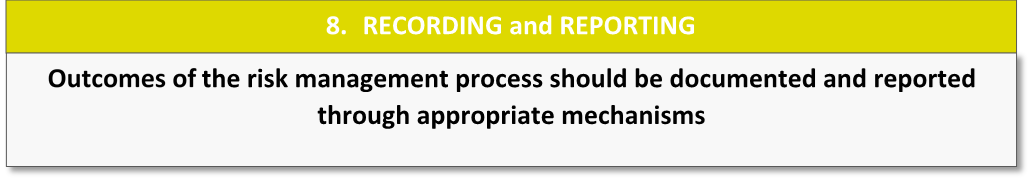 8. RECORDING and REPORTING
Outcomes of the risk management process should be documented and reported
through appropriate mechanisms